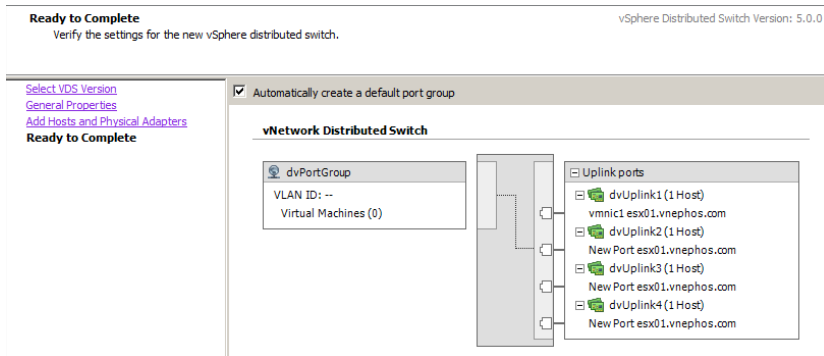 Ready to Complete
Verify the settings for the new vSphere distributed switch.
vSphere Distributed Switch Version: 5.0.0
Select VDS Version
General Properties
Add Hosts and Physical Adapters
Ready to Complete
Automatically create a default port group
vNetwork Distributed Switch
dvPortGroup
VLAN ID: --
Virtual Machines (0)
Uplink ports
dvUplink1 (1 Host)
vmnic1 esx01.vnephos.com
dvUplink2 (1 Host)
New Port esx01.vnephos.com
dvUplink3 (1 Host)
New Port esx01.vnephos.com
dvUplink4 (1 Host)
New Port esx01.vnephos.com